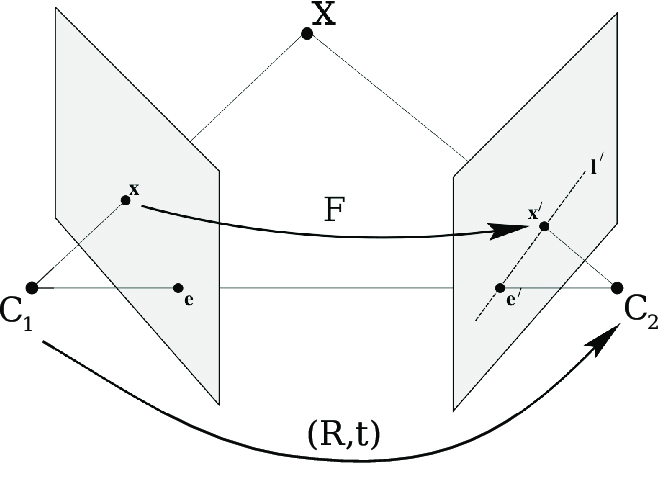 X
x
F
x′
l′
e
e′
C1
C2
(R,t)